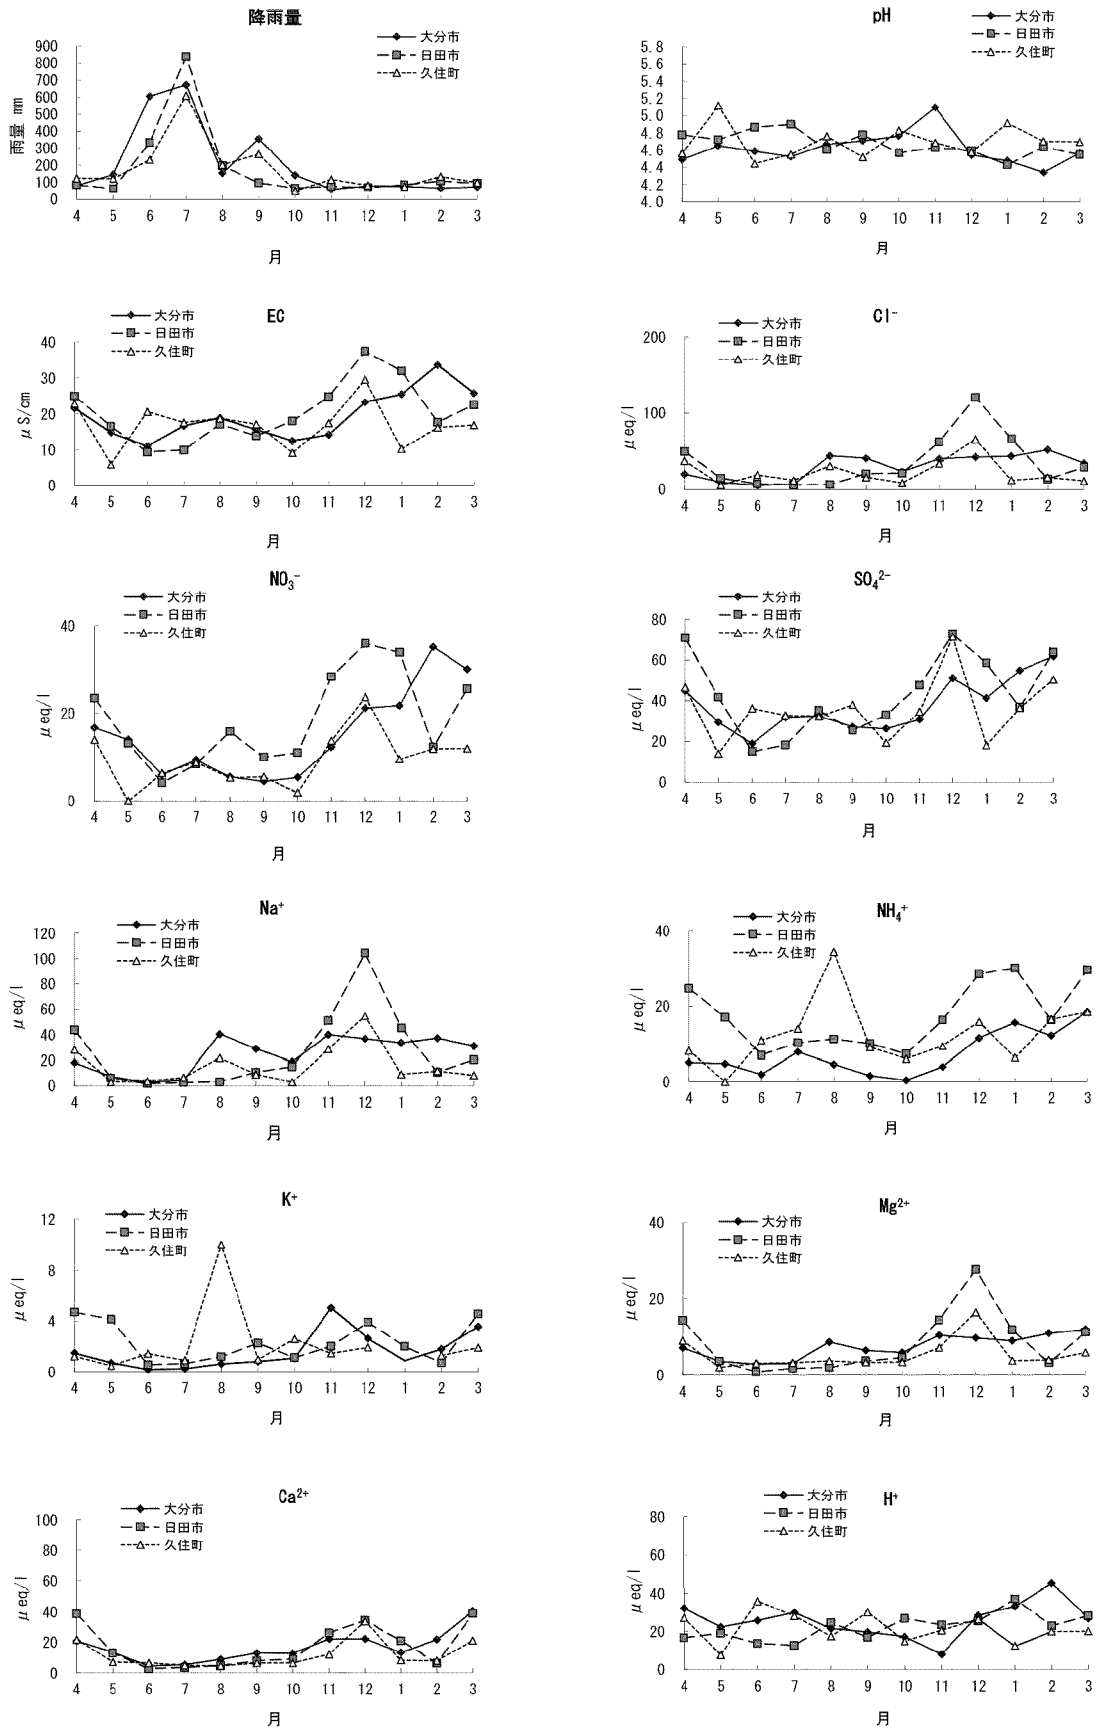 降雨量
大分市
日田市
久住町
雨量 mm
900
800
700
600
500
400
300
200
100
0
4 5 6 7 8 9 10 11 12 1 2 3
月
pH
大分市
日田市
久住町
5.8
5.6
5.4
5.2
5.0
4.8
4.6
4.4
4.2
4.0
4 5 6 7 8 9 10 11 12 1 2 3
月
EC
大分市
日田市
久住町
μS/cm
40
30
20
10
0
4 5 6 7 8 9 10 11 12 1 2 3
月
Cl⁻
大分市
日田市
久住町
μeq/l
200
100
0
4 5 6 7 8 9 10 11 12 1 2 3
月
NO₃⁻
大分市
日田市
久住町
μeq/l
40
20
0
4 5 6 7 8 9 10 11 12 1 2 3
月
SO₄²⁻
大分市
日田市
久住町
μeq/l
80
60
40
20
0
4 5 6 7 8 9 10 11 12 1 2 3
月
Na⁺
大分市
日田市
久住町
μeq/l
120
100
80
60
40
20
0
4 5 6 7 8 9 10 11 12 1 2 3
月
NH₄⁺
大分市
日田市
久住町
μeq/l
40
20
0
4 5 6 7 8 9 10 11 12 1 2 3
月
K⁺
大分市
日田市
久住町
μeq/l
12
8
4
0
4 5 6 7 8 9 10 11 12 1 2 3
月
Mg²⁺
大分市
日田市
久住町
μeq/l
40
20
0
4 5 6 7 8 9 10 11 12 1 2 3
月
Ca²⁺
大分市
日田市
久住町
μeq/l
100
80
60
40
20
0
4 5 6 7 8 9 10 11 12 1 2 3
月
H⁺
大分市
日田市
久住町
μeq/l
80
60
40
20
0
4 5 6 7 8 9 10 11 12 1 2 3
月